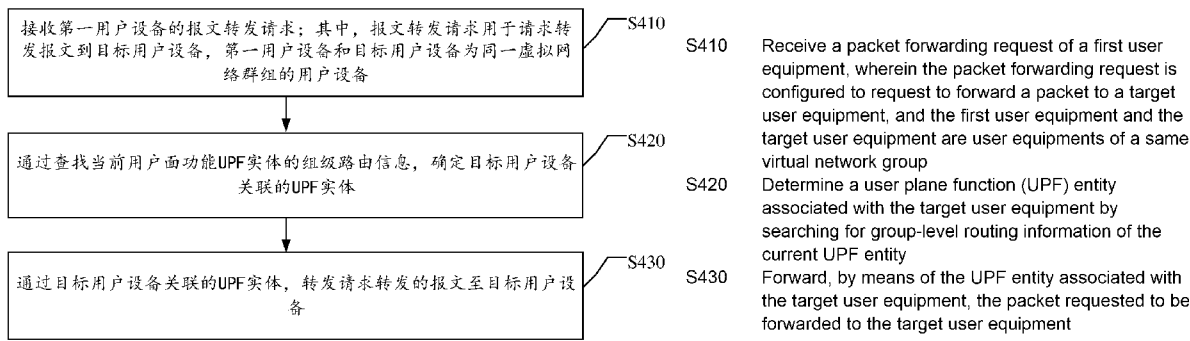 接收第一用户设备的报文转发请求；其中，报文转发请求用于请求转
发报文到目标用户设备，第一用户设备和目标用户设备为同一虚拟网
络群组的用户设备
S410
通过查找当前用户面功能UPF实体的组级路由信息，确定目标用户设备
关联的UPF实体
S420
通过目标用户设备关联的UPF实体，转发请求转发的报文至目标用户设
备
S430
S410 Receive a packet forwarding request of a first user
equipment, wherein the packet forwarding request is
configured to request to forward a packet to a target
user equipment, and the first user equipment and the
target user equipment are user equipments of a same
virtual network group
S420 Determine a user plane function (UPF) entity
associated with the target user equipment by
searching for group-level routing information of the
current UPF entity
S430 Forward, by means of the UPF entity associated with
the target user equipment, the packet requested to be
forwarded to the target user equipment